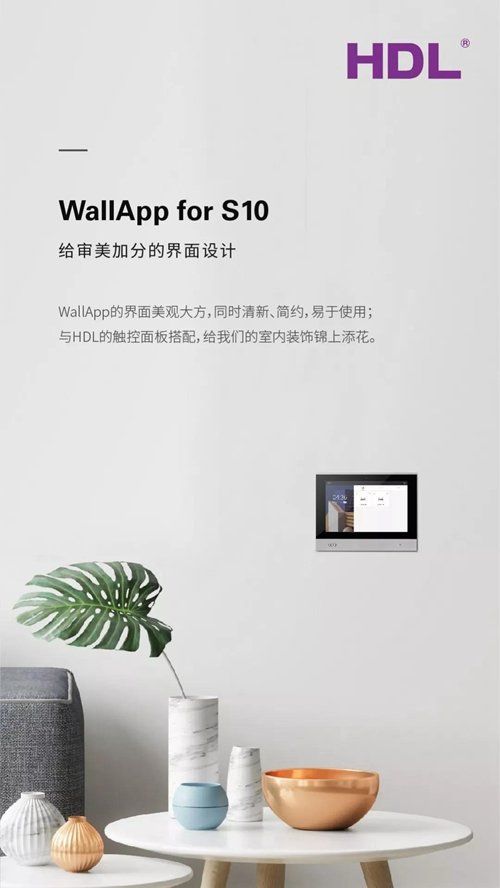 HDL®
WallApp for S10
给审美加分的界面设计
WallApp的界面美观大方，同时清新、简约，易于使用；
与HDL的触控面板搭配，给我们的室内装饰锦上添花。
04:36